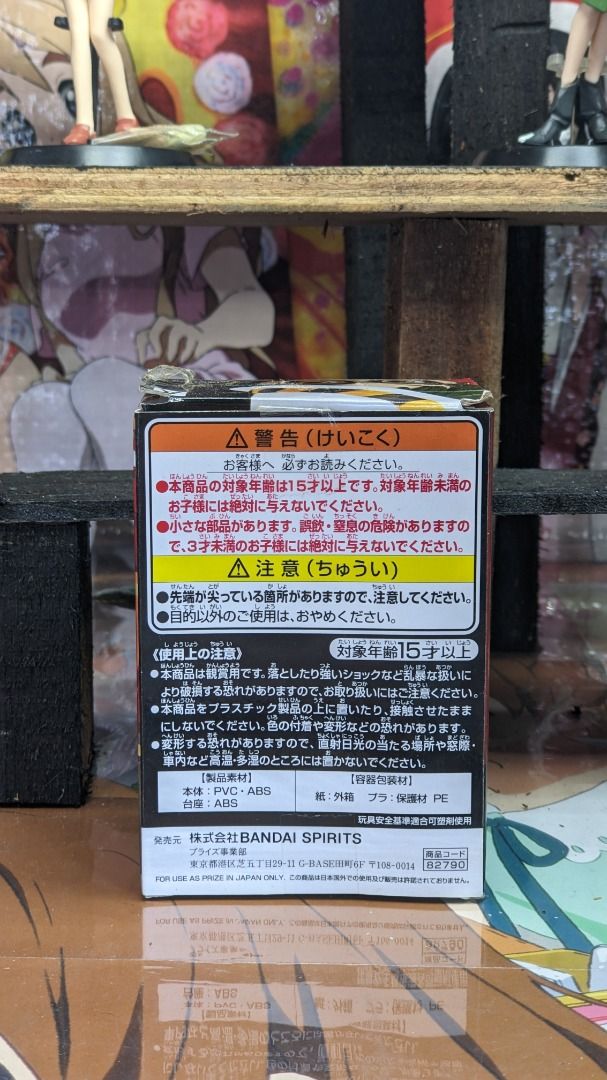 ⚠警告(けいこく)
お客様へ 必ずお読みください。
●本商品の対象年齢は15才以上です。対象年齢未満の
お子様には絶対に与えないでください。
●小さな部品があります。誤飲・窒息の危険がありますの
で、3才未満のお子様には絶対に与えないでください。
⚠注意(ちゅうい)
●先端が尖っている箇所がありますので、注意してください。
●目的以外のご使用は、おやめください。
《使用上の注意》
対象年齢15才以上
●本商品は観賞用です。落としたり強いショックなど乱暴な扱いに
より破損する恐れがありますので、お取り扱いにはご注意ください。
●本商品をプラスチック製品の上に置いたり、接触させたまま
にしないでください。色の付着や変形などの恐れがあります。
●変形する恐れがありますので、直射日光の当たる場所や窓際・
車内など高温・多湿のところには置かないでください。
【製品素材】
本体:PVC・ABS
台座:ABS
【容器包装材】
紙:外箱 プラ:保護材 PE
玩具安全基準適合可塑剤使用
発売元 株式会社BANDAI SPIRITS
プライズ事業部
東京都港区芝五丁目29-11 G-BASE田町6F 〒108-0014
商品コード
82790
FOR USE AS PRIZE IN JAPAN ONLY. この商品は日本国外での使用及び販売は許諾されておりません。